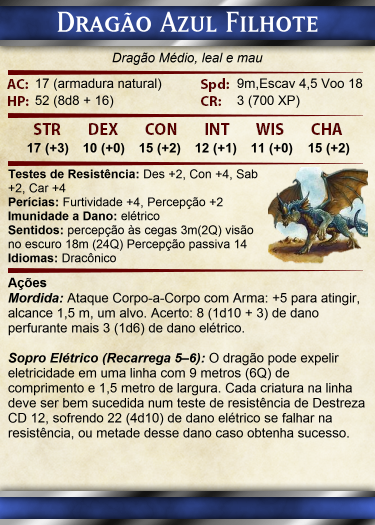 Dragão Azul Filhote
Dragão Médio, leal e mau
AC: 17 (armadura natural) Spd: 9m,Escav 4,5 Voo 18
HP: 52 (8d8 + 16) CR: 3 (700 XP)
STR DEX CON INT WIS CHA
17 (+3) 10 (+0) 15 (+2) 12 (+1) 11 (+0) 15 (+2)
Testes de Resistência: Des +2, Con +4, Sab
+2, Car +4
Perícias: Furtividade +4, Percepção +2
Imunidade a Dano: elétrico
Sentidos: percepção às cegas 3m(2Q) visão
no escuro 18m (24Q) Percepção passiva 14
Idiomas: Dracônico
Ações
Mordida: Ataque Corpo-a-Corpo com Arma: +5 para atingir,
alcance 1,5 m, um alvo. Acerto: 8 (1d10 + 3) de dano
perfurante mais 3 (1d6) de dano elétrico.
Sopro Elétrico (Recarrega 5–6): O dragão pode expelir
eletricidade em uma linha com 9 metros (6Q) de
comprimento e 1,5 metro de largura. Cada criatura na linha
deve ser bem sucedida num teste de resistência de Destreza
CD 12, sofrendo 22 (4d10) de dano elétrico se falhar na
resistência, ou metade desse dano caso obtenha sucesso.